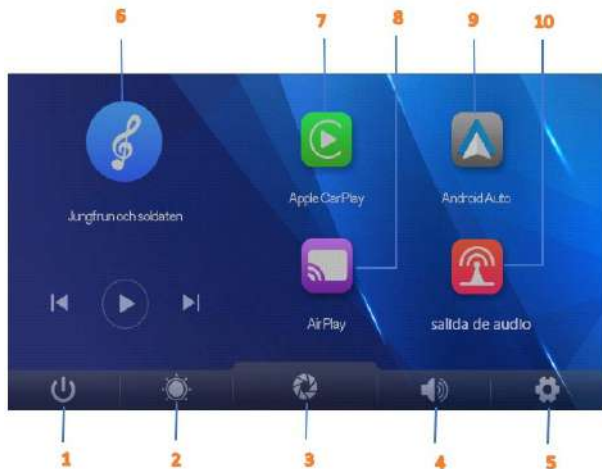 6
7
8
9
10
Apple CarPlay
Android Auto
Jungfrun och soldaten
AirPlay
salida de audio
1
2
3
4
5